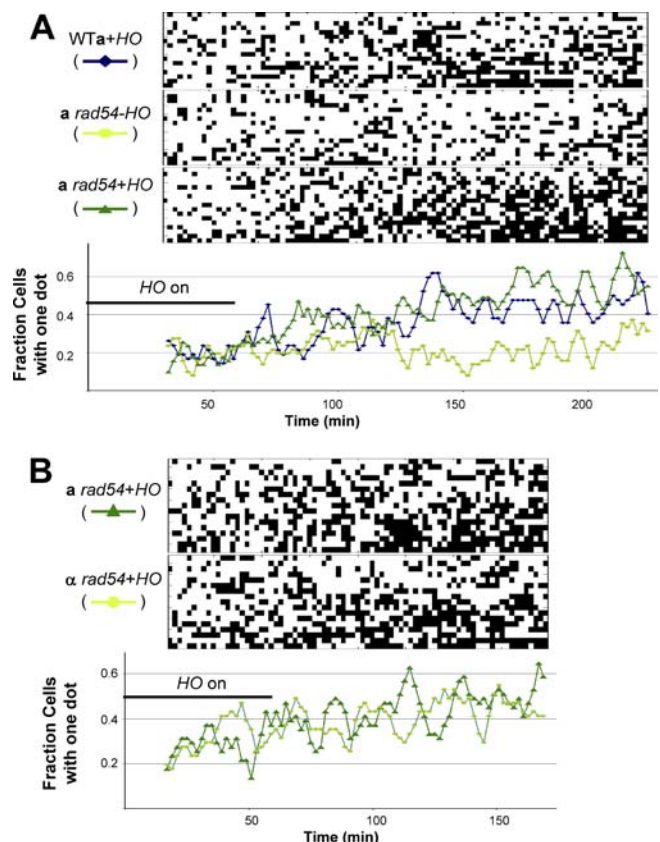 A
WTa+HO
( )
a rad54-HO
( )
a rad54+HO
( )
0.6
HO on
0.4
0.2
Fraction Cells
with one dot
50
100
150
200
Time (min)
B
a rad54+HO
( )
α rad54+HO
( )
0.6
HO on
0.4
0.2
Fraction Cells
with one dot
50
100
150
Time (min)